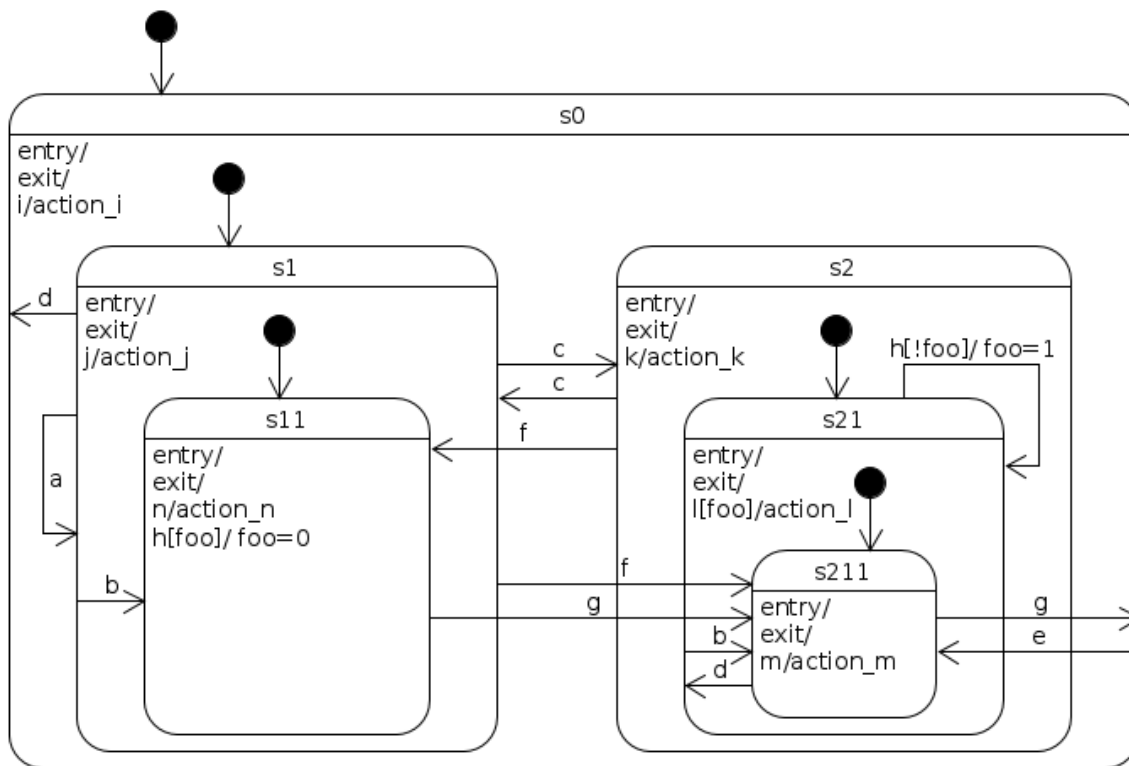 s0
entry/
exit/
i/action_i
s1
s2
d
entry/
exit/
j/action_j
entry/
exit/
k/action_k
c
h[!foo]/ foo=1
c
s11
s21
f
entry/
exit/
n/action_n
h[foo]/ foo=0
entry/
exit/
l[foo]/action_l
a
f
s211
b
g
entry/
exit/
m/action_m
g
b
e
d